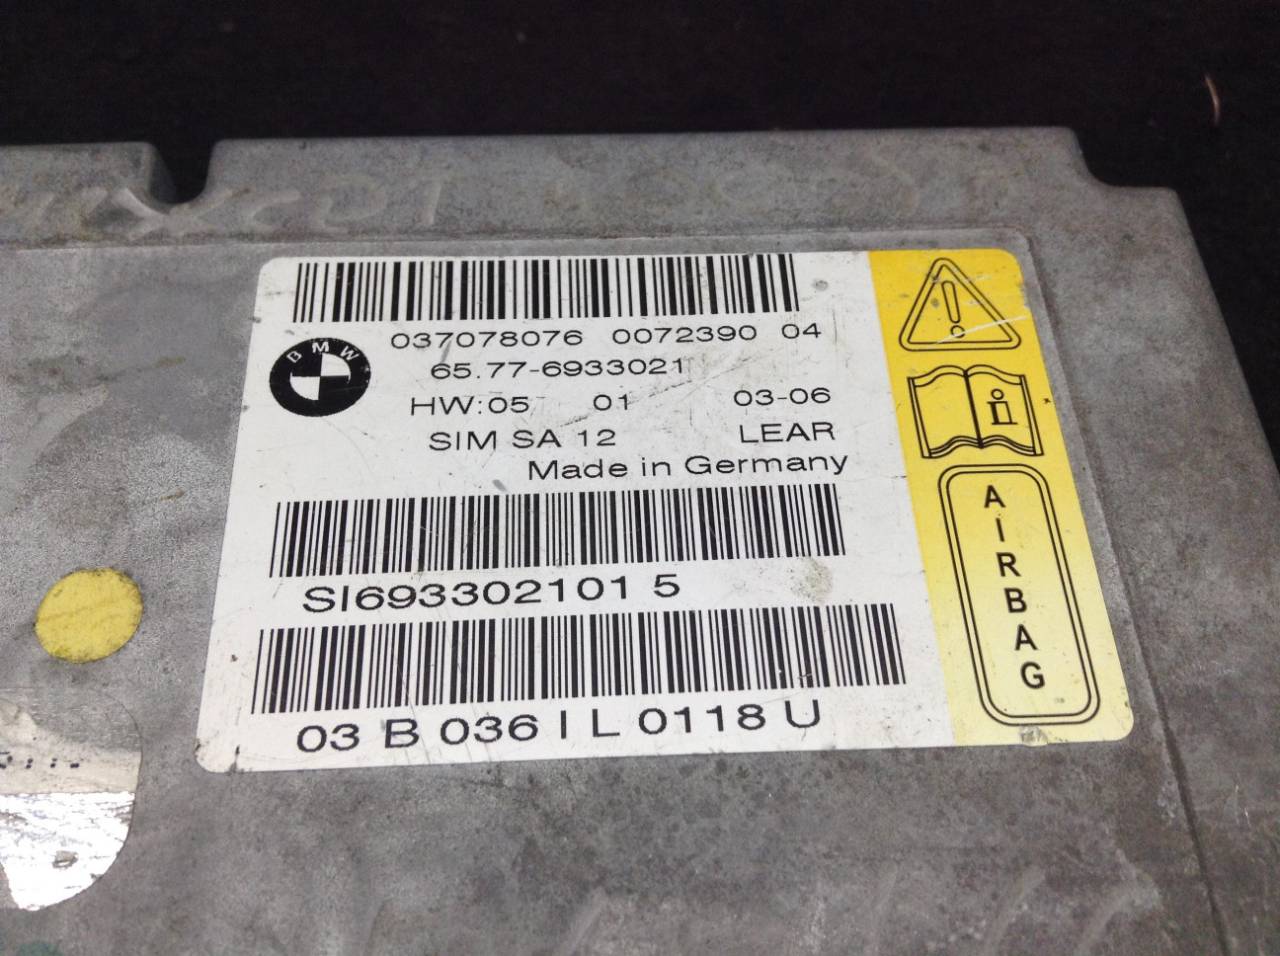 037078076 0072390 04
BMW
65.77-6933021
HW:05 01 03-06
SIM SA 12 LEAR
Made in Germany
SI693302101 5
03 B 036 I L 0118 U
AIRBAG